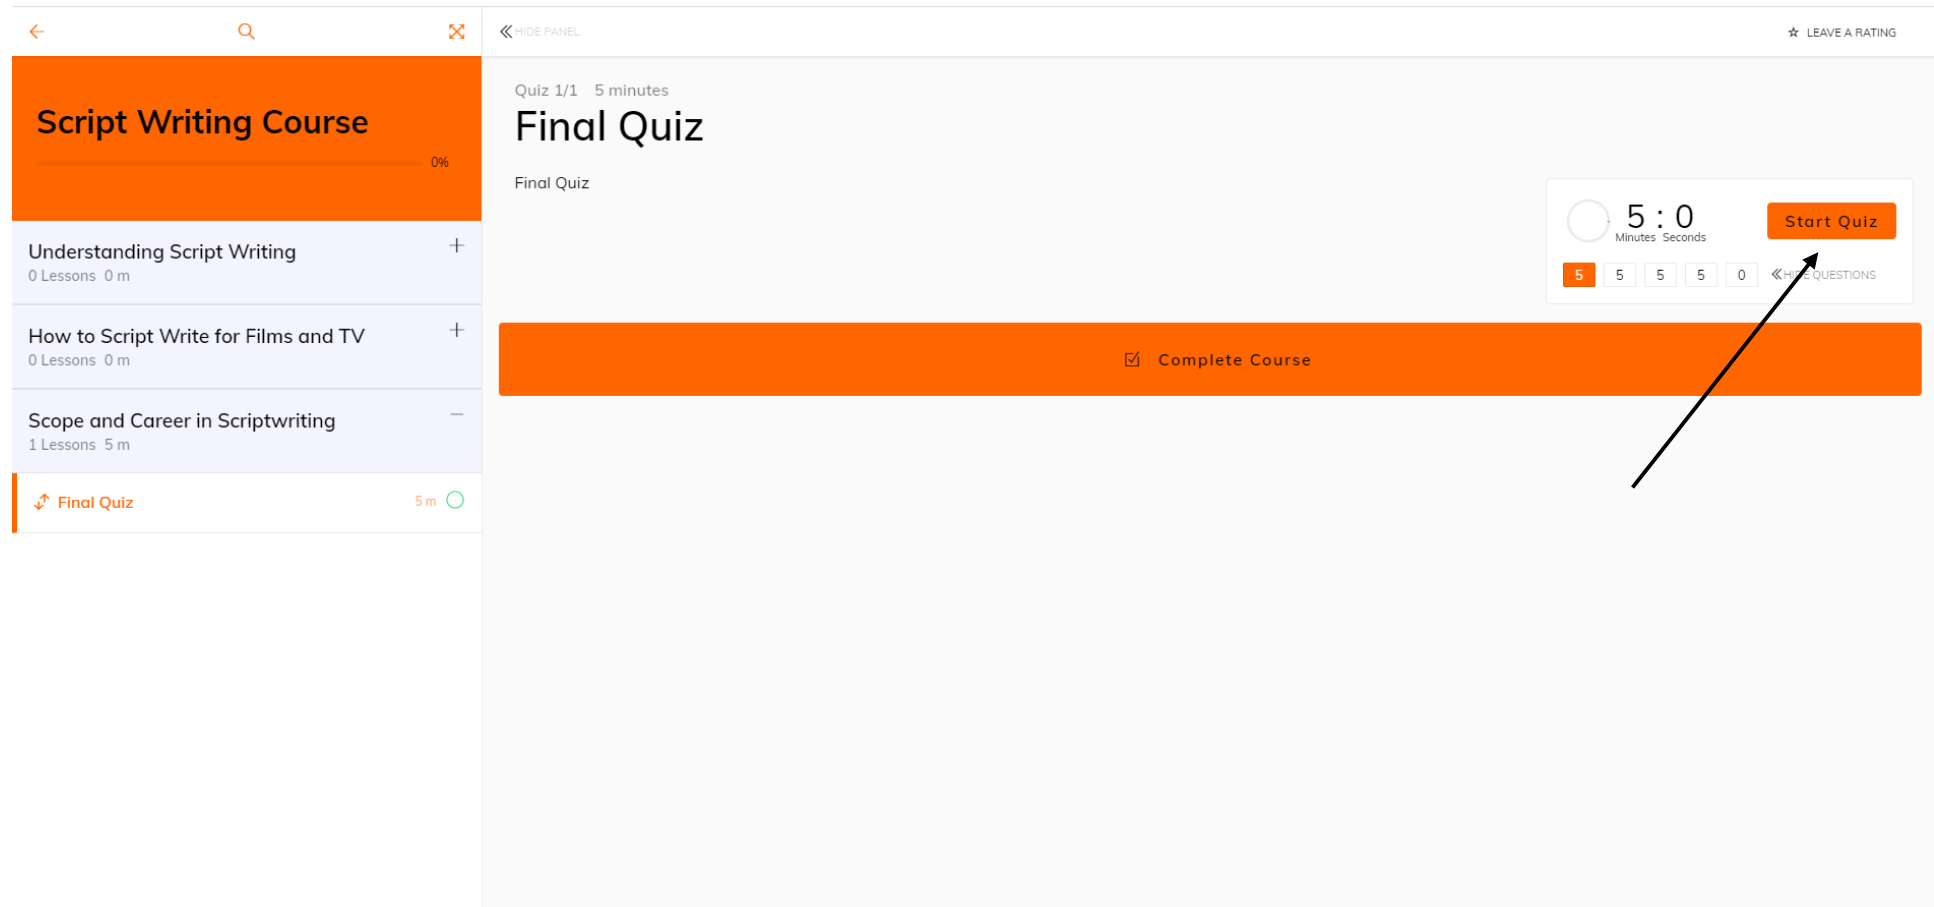 HIDE PANEL
LEAVE A RATING
Script Writing Course
0%
Understanding Script Writing
0 Lessons 0 m
How to Script Write for Films and TV
0 Lessons 0 m
Scope and Career in Scriptwriting
1 Lessons 5 m
Final Quiz 5 m
Quiz 1/1 5 minutes
Final Quiz
Final Quiz
5 : 0
Minutes Seconds
Start Quiz
5 5 5 5 0 HIDE QUESTIONS
Complete Course